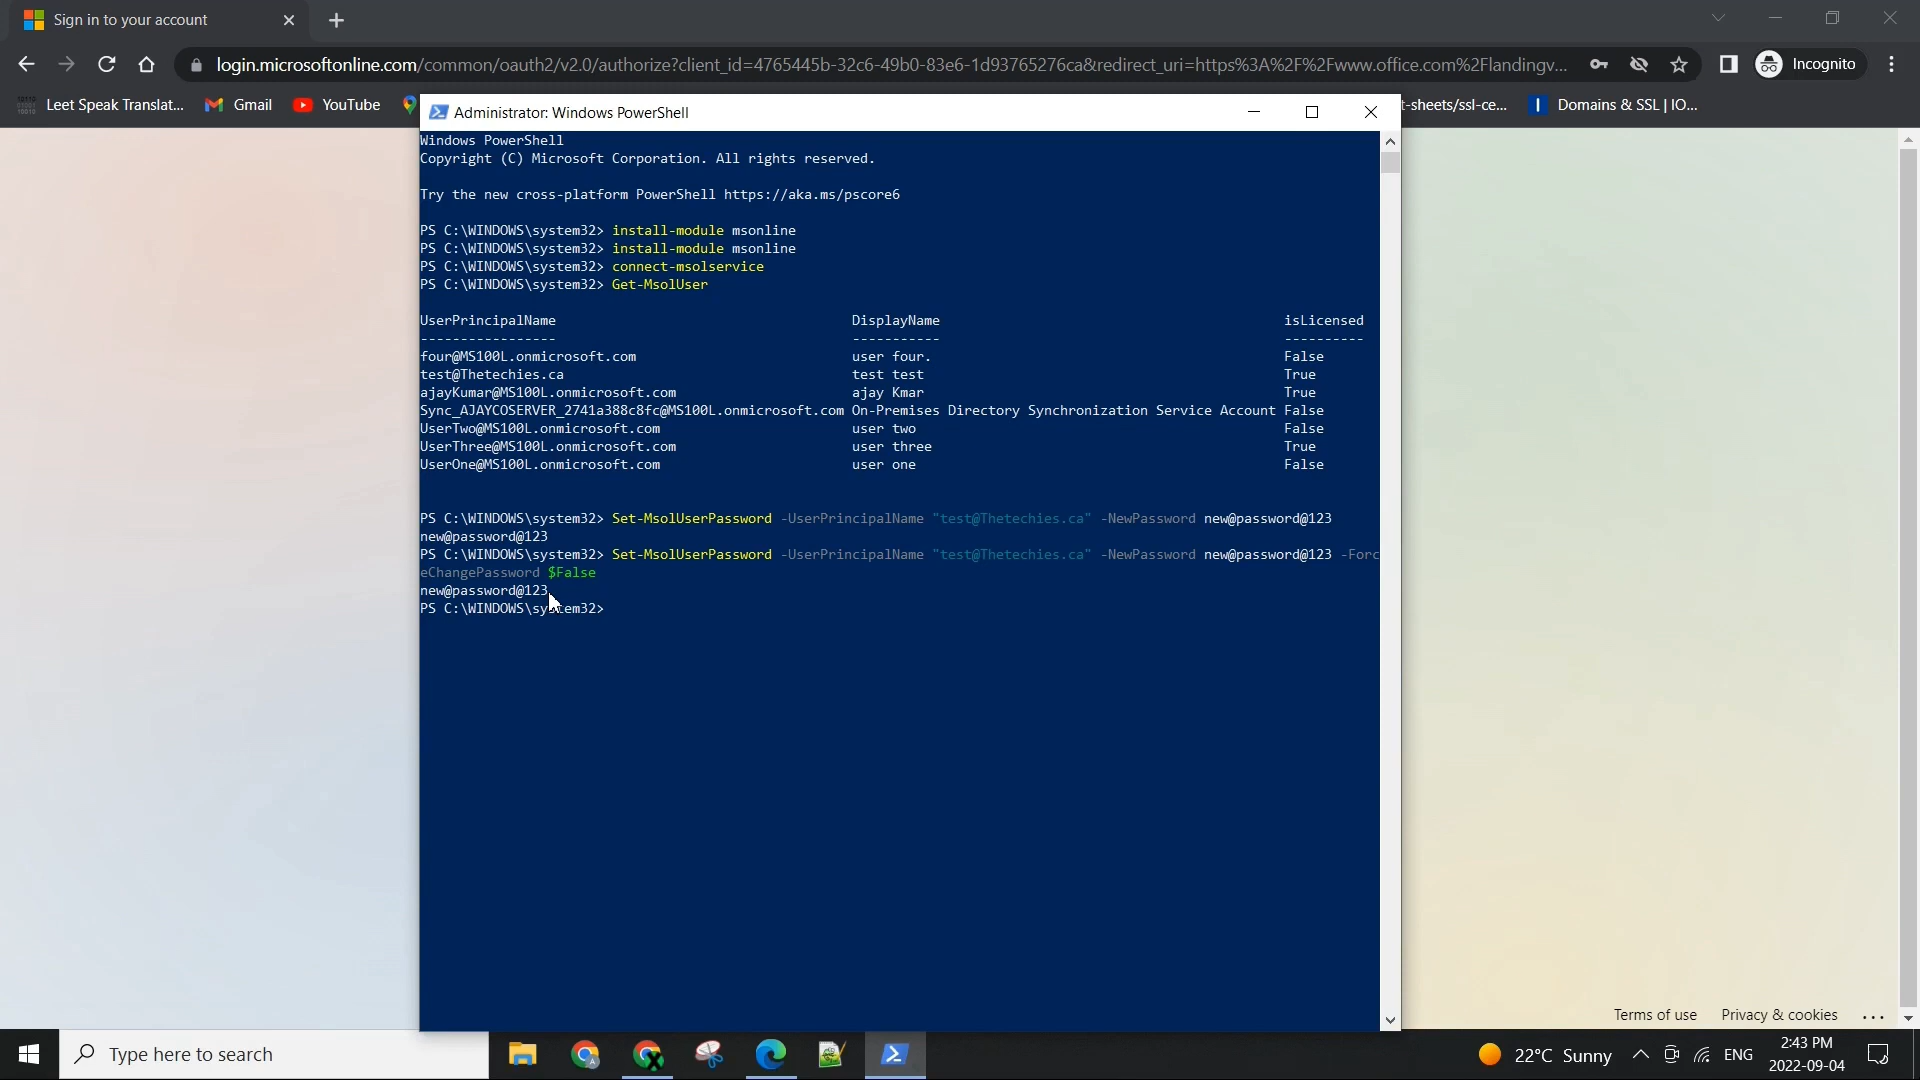 Sign in to your account
login.microsoftonline.com/common/oauth2/v2.0/authorize?client_id=4765445b-32c6-49b0-83e6-1d93765276ca&redirect_uri=https%3A%2F%2Fwww.office.com%2Flandingv...
Incognito
Leet Speak Translat...
Gmail
YouTube
t-sheets/ssl-ce...
Domains & SSL | IO...
Administrator: Windows PowerShell
Windows PowerShell
Copyright (C) Microsoft Corporation. All rights reserved.
Try the new cross-platform PowerShell https://aka.ms/pscore6
PS C:\WINDOWS\system32> install-module msonline
PS C:\WINDOWS\system32> install-module msonline
PS C:\WINDOWS\system32> connect-msolservice
PS C:\WINDOWS\system32> Get-MsolUser
UserPrincipalName DisplayName isLicensed
----------------- ----------- ----------
four@MS100L.onmicrosoft.com user four. False
test@Thetechies.ca test test True
ajayKumar@MS100L.onmicrosoft.com ajay Kmar True
Sync_AJAYCOSERVER_2741a388c8fc@MS100L.onmicrosoft.com On-Premises Directory Synchronization Service Account False
UserTwo@MS100L.onmicrosoft.com user two False
UserThree@MS100L.onmicrosoft.com user three True
UserOne@MS100L.onmicrosoft.com user one False
PS C:\WINDOWS\system32> Set-MsolUserPassword -UserPrincipalName "test@Thetechies.ca" -NewPassword new@password@123
new@password@123
PS C:\WINDOWS\system32> Set-MsolUserPassword -UserPrincipalName "test@Thetechies.ca" -NewPassword new@password@123 -Forc
eChangePassword $False
new@password@123
PS C:\WINDOWS\system32>
Terms of use Privacy & cookies ...
Type here to search
22°C Sunny
ENG
2:43 PM
2022-09-04